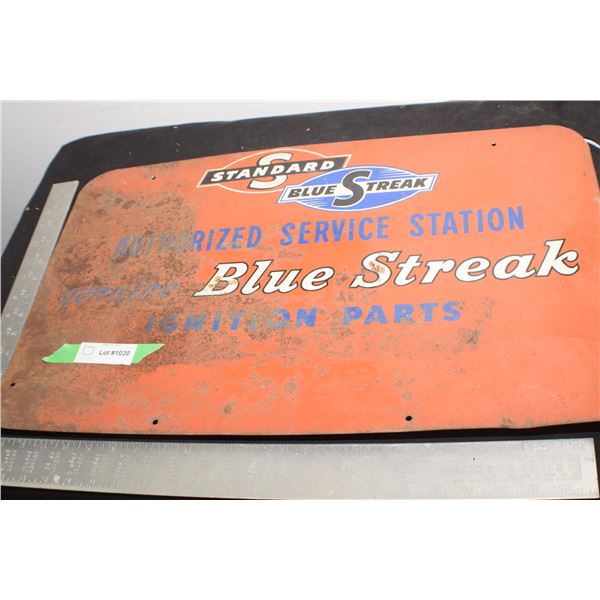 STANDARD
BLUE STREAK
AUTHORIZED SERVICE STATION
genuine Blue Streak
IGNITION PARTS
Lot #1030